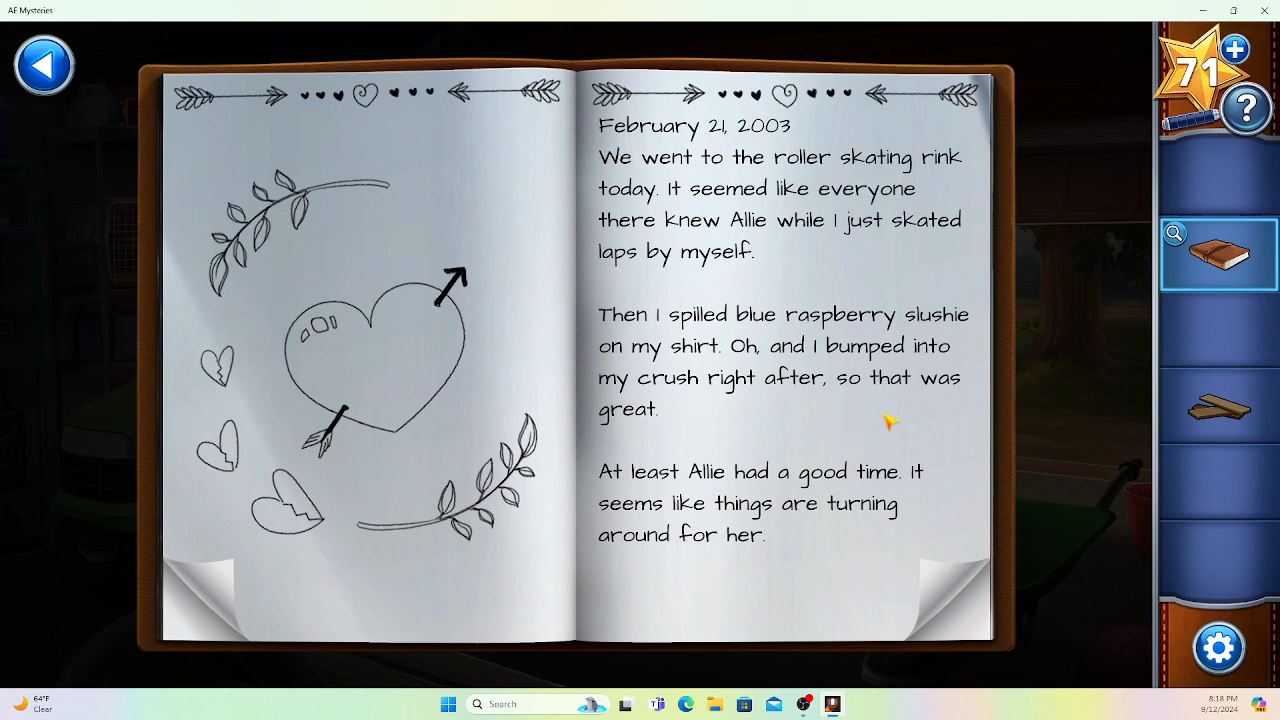 AE Mysteries
71
?
February 21, 2003
We went to the roller skating rink
today. It seemed like everyone
there knew Allie while I just skated
laps by myself.
Then I spilled blue raspberry slushie
on my shirt. Oh, and I bumped into
my crush right after, so that was
great.
At least Allie had a good time. It
seems like things are turning
around for her.
64°F
Clear
Search
8:18 PM
9/12/2024